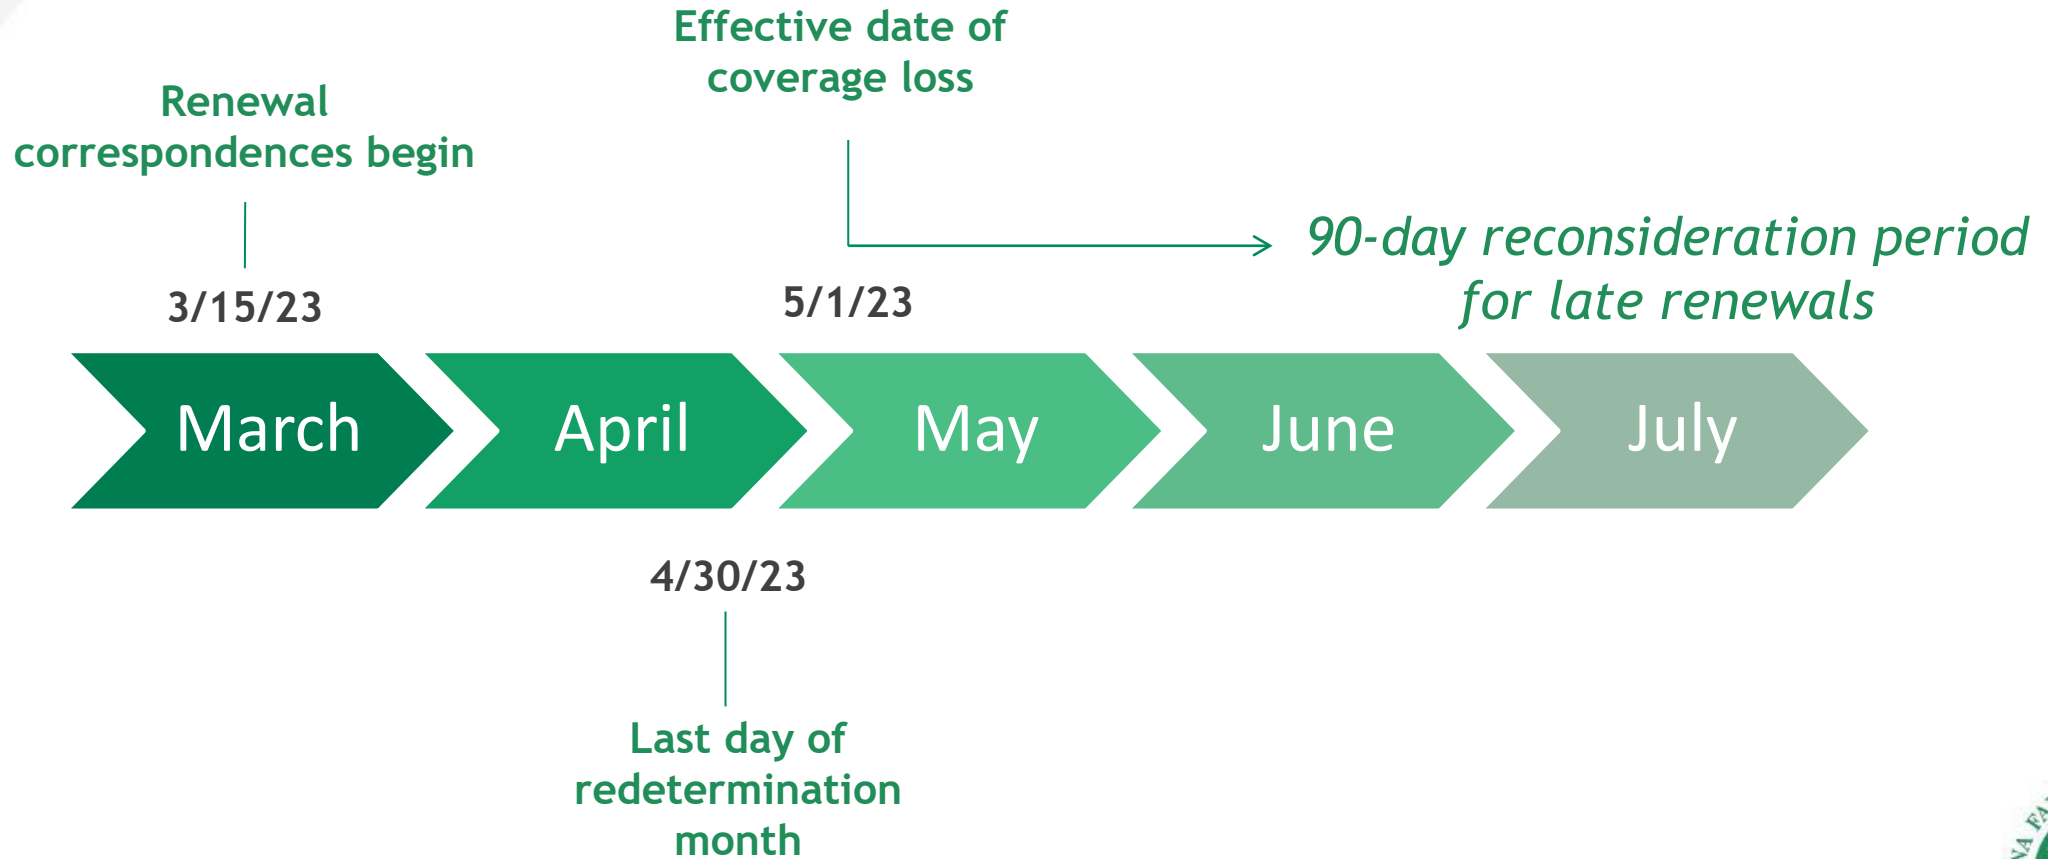 Effective date of
coverage loss
Renewal
correspondences begin
90-day reconsideration period
for late renewals
3/15/23
5/1/23
March
April
May
June
July
4/30/23
Last day of
redetermination
month